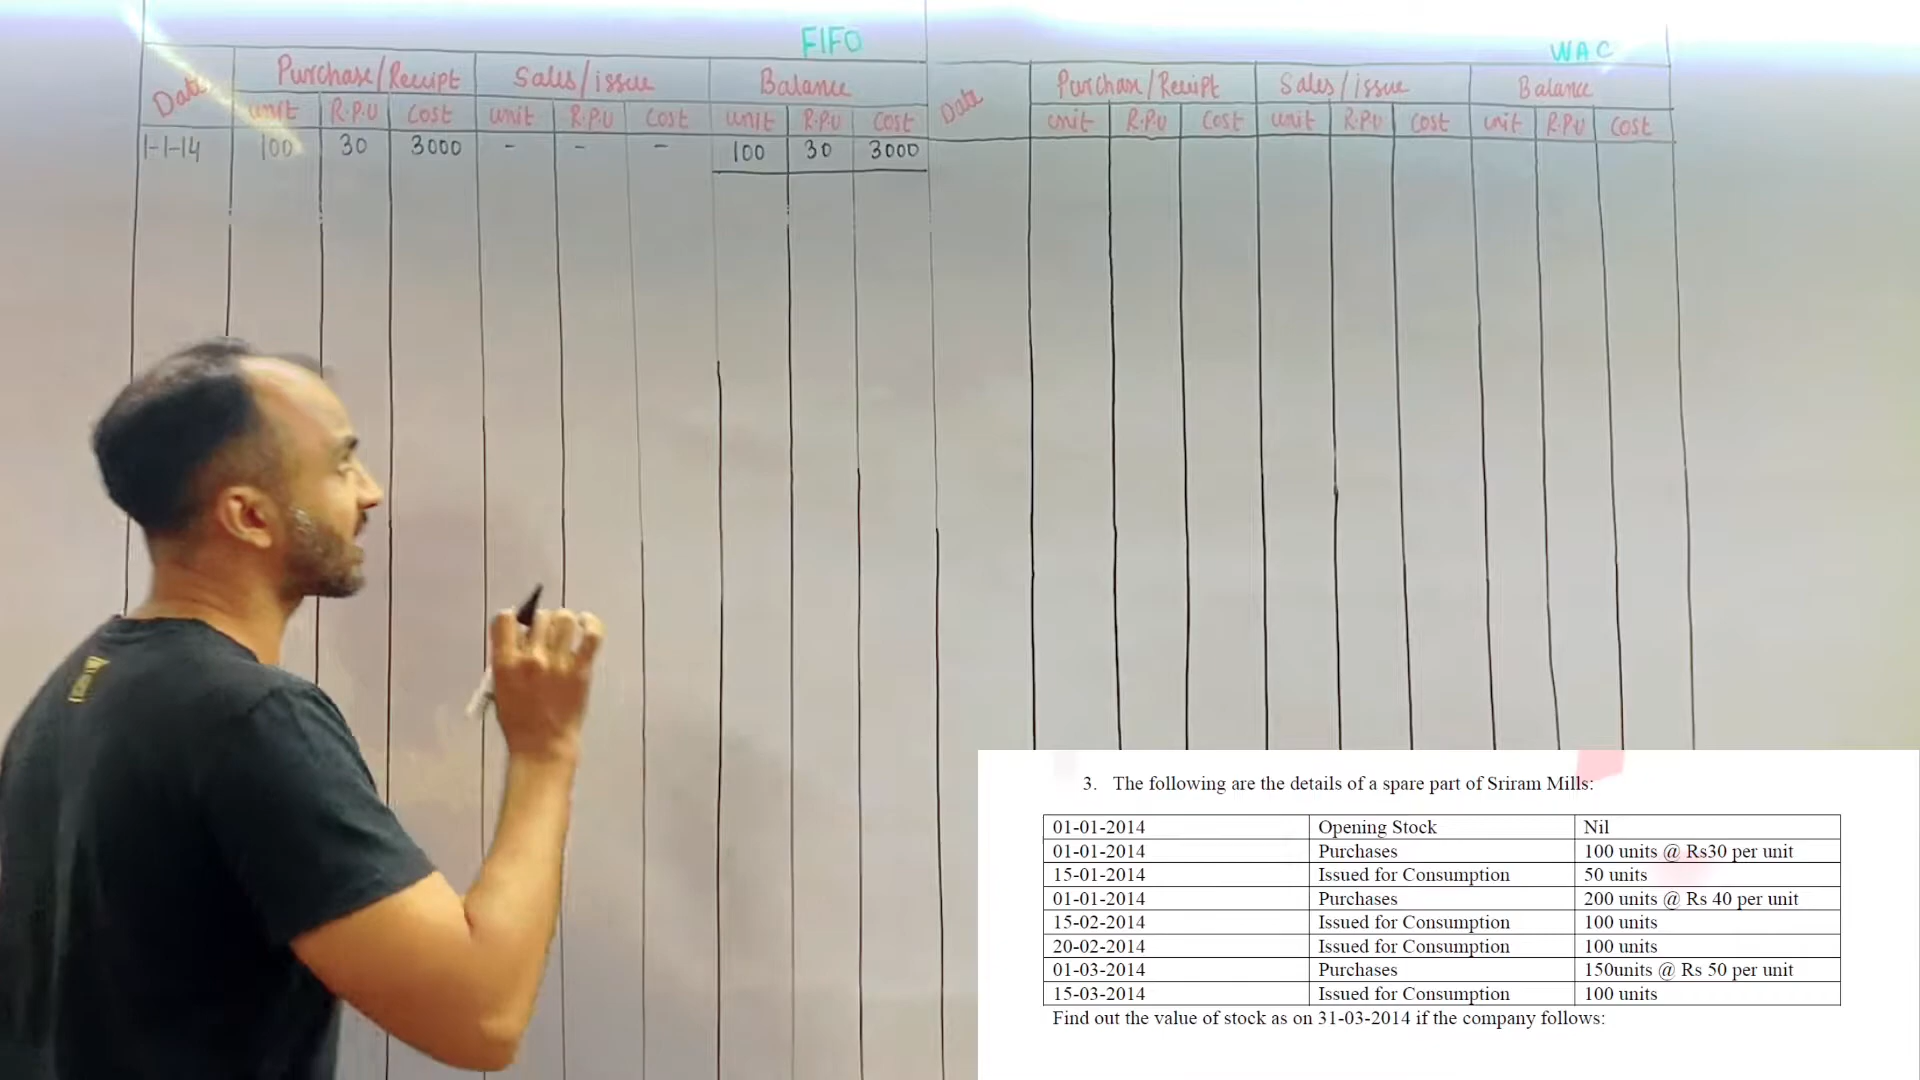 FIFO
WAC
Date Purchase/Receipt Sales/issue Balance
unit R.P.U Cost unit R.P.U Cost unit R.P.U Cost
1-1-14 100 30 3000 - - - 100 30 3000
Date Purchase/Receipt Sales/issue Balance
unit R.P.U Cost unit R.P.U Cost unit R.P.U Cost
3. The following are the details of a spare part of Sriram Mills:
01-01-2014 Opening Stock Nil
01-01-2014 Purchases 100 units @ Rs30 per unit
15-01-2014 Issued for Consumption 50 units
01-01-2014 Purchases 200 units @ Rs 40 per unit
15-02-2014 Issued for Consumption 100 units
20-02-2014 Issued for Consumption 100 units
01-03-2014 Purchases 150units @ Rs 50 per unit
15-03-2014 Issued for Consumption 100 units
Find out the value of stock as on 31-03-2014 if the company follows: